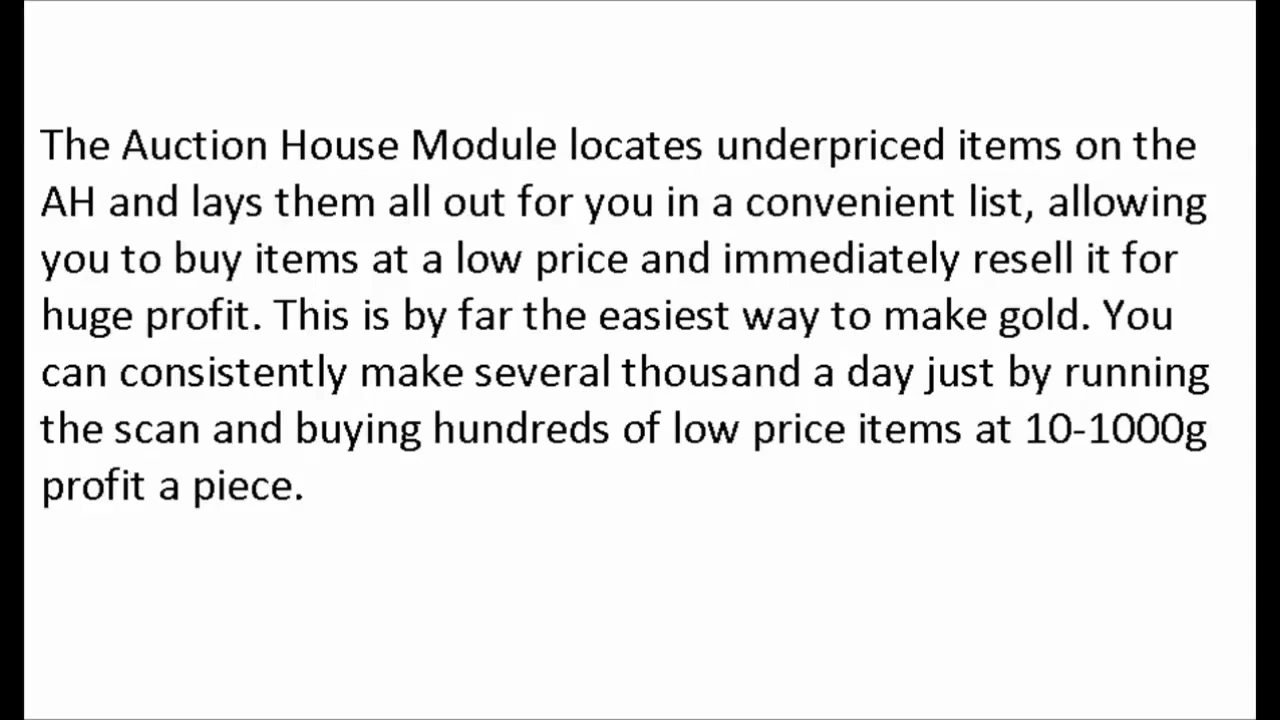 The Auction House Module locates underpriced items on the
AH and lays them all out for you in a convenient list, allowing
you to buy items at a low price and immediately resell it for
huge profit. This is by far the easiest way to make gold. You
can consistently make several thousand a day just by running
the scan and buying hundreds of low price items at 10-1000g
profit a piece.